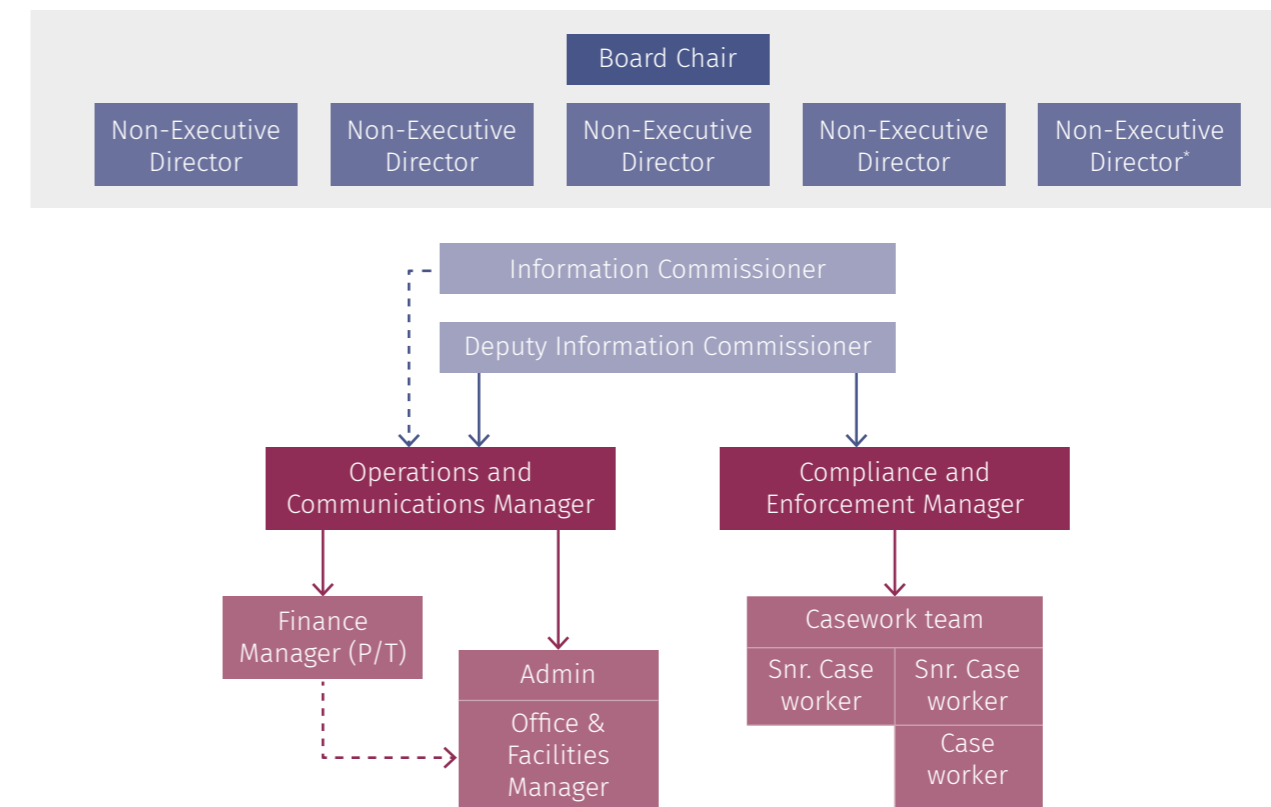 Board Chair
Non-Executive
Director
Non-Executive
Director
Non-Executive
Director
Non-Executive
Director
Non-Executive
Director*
Information Commissioner
Deputy Information Commissioner
Operations and
Communications Manager
Compliance and
Enforcement Manager
Finance
Manager (P/T)
Admin
Office &
Facilities
Manager
Casework team
Snr. Case
worker
Snr. Case
worker
Case
worker